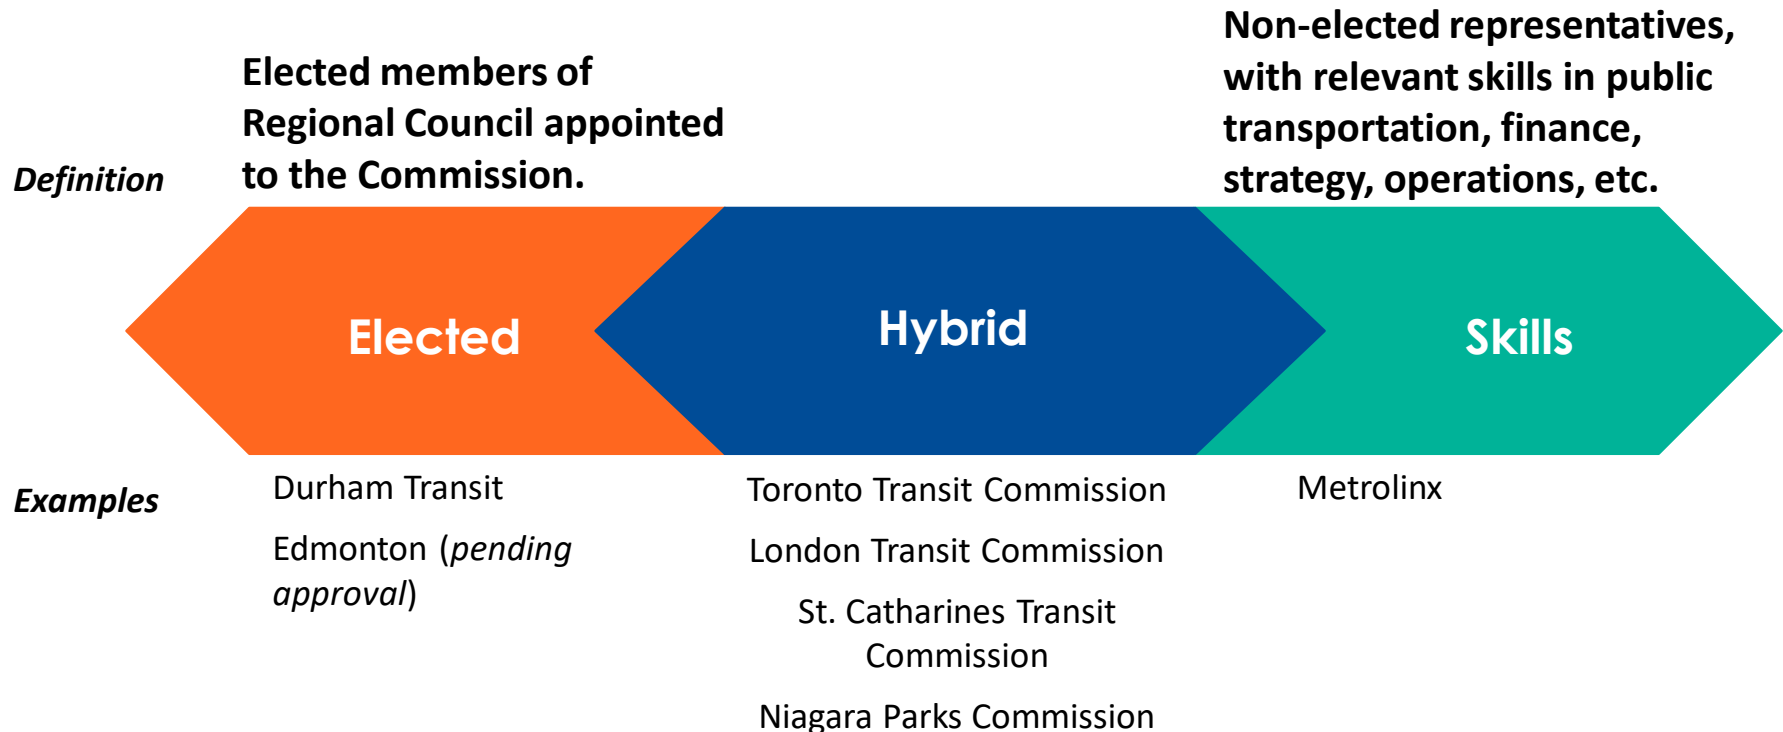 Non-elected representatives,
with relevant skills in public
transportation, finance,
strategy, operations, etc.
Elected members of
Regional Council appointed
to the Commission.
Definition
Elected
Hybrid
Skills
Examples
Durham Transit
Edmonton (pending
approval)
Toronto Transit Commission
London Transit Commission
St. Catharines Transit
Commission
Niagara Parks Commission
Metrolinx